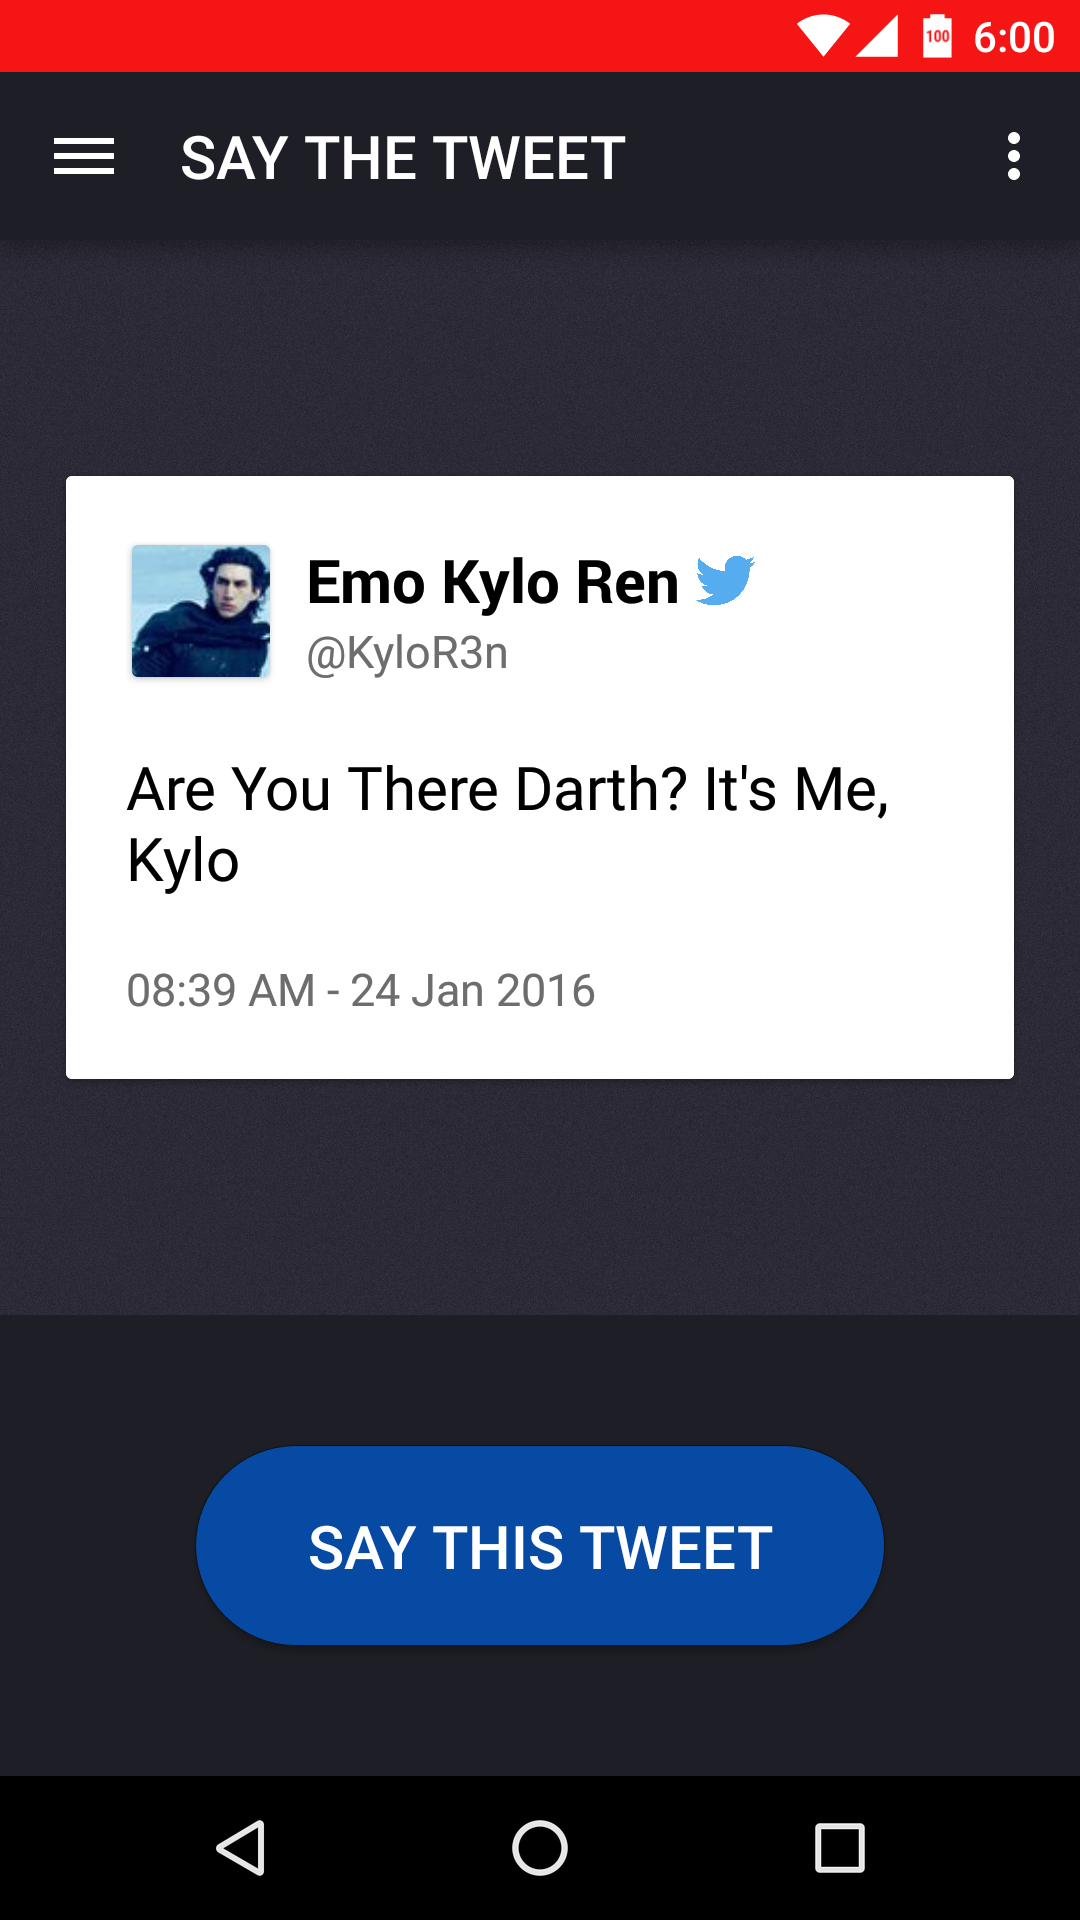 100 6:00
SAY THE TWEET
Emo Kylo Ren
@KyloR3n
Are You There Darth? It's Me,
Kylo
08:39 AM - 24 Jan 2016
SAY THIS TWEET